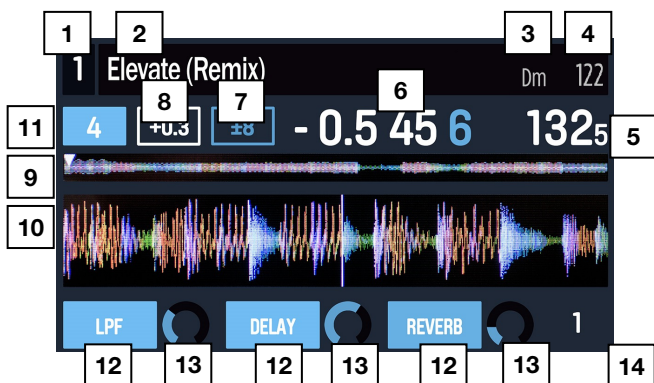 1 2 3 4
1 Elevate (Remix) Dm 122
8 7 6
11 4 +0.3 ±8 - 0.5 45 6 1325 5
9
10
LPF DELAY REVERB 1
12 13 12 13 12 13 14